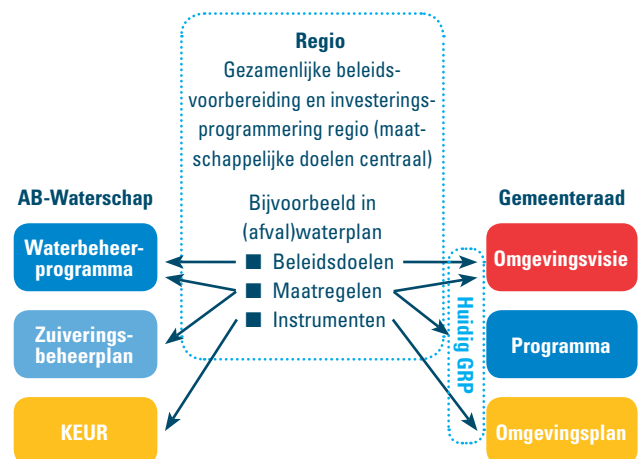 Regio
Gezamenlijke beleids-
voorbereiding en investerings-
programmering regio (maat-
schappelijke doelen centraal)
Bijvoorbeeld in
(afval)waterplan
■ Beleidsdoelen
■ Maatregelen
■ Instrumenten
AB-Waterschap
Waterbeheer-
programma
Zuiverings-
beheerplan
KEUR
Huidig GRP
Gemeenteraad
Omgevingsvisie
Programma
Omgevingsplan